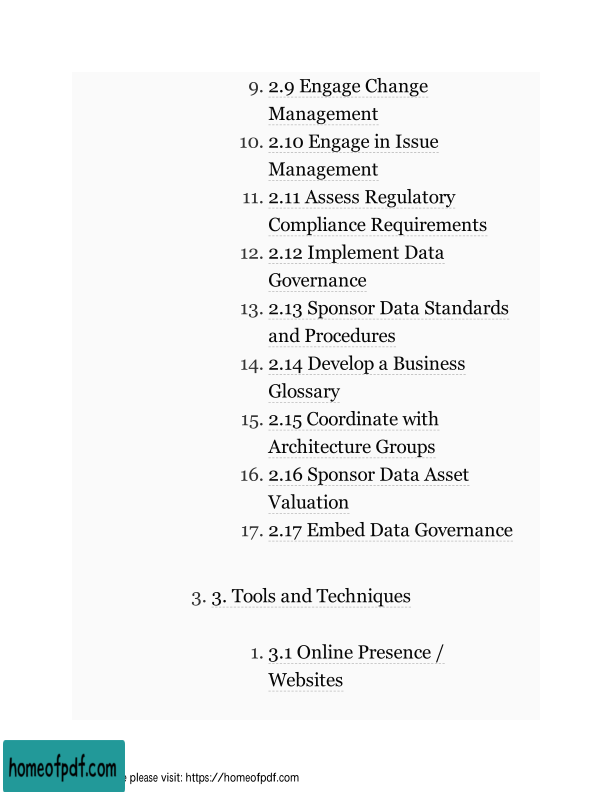 9. 2.9 Engage Change
Management
10. 2.10 Engage in Issue
Management
11. 2.11 Assess Regulatory
Compliance Requirements
12. 2.12 Implement Data
Governance
13. 2.13 Sponsor Data Standards
and Procedures
14. 2.14 Develop a Business
Glossary
15. 2.15 Coordinate with
Architecture Groups
16. 2.16 Sponsor Data Asset
Valuation
17. 2.17 Embed Data Governance
3. 3. Tools and Techniques
1. 3.1 Online Presence /
Websites
homeofpdf.com
please visit: https://homeofpdf.com